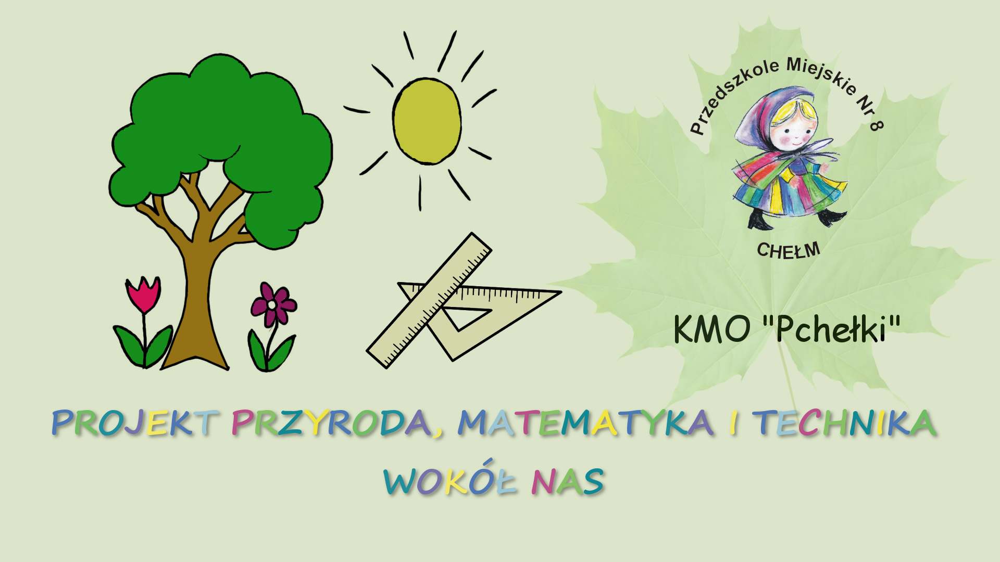 Przedszkole Miejskie Nr 8
CHEŁM
KMO "Pchełki"
PROJEKT PRZYRODA, MATEMATYKA I TECHNIKA
WOKÓŁ NAS